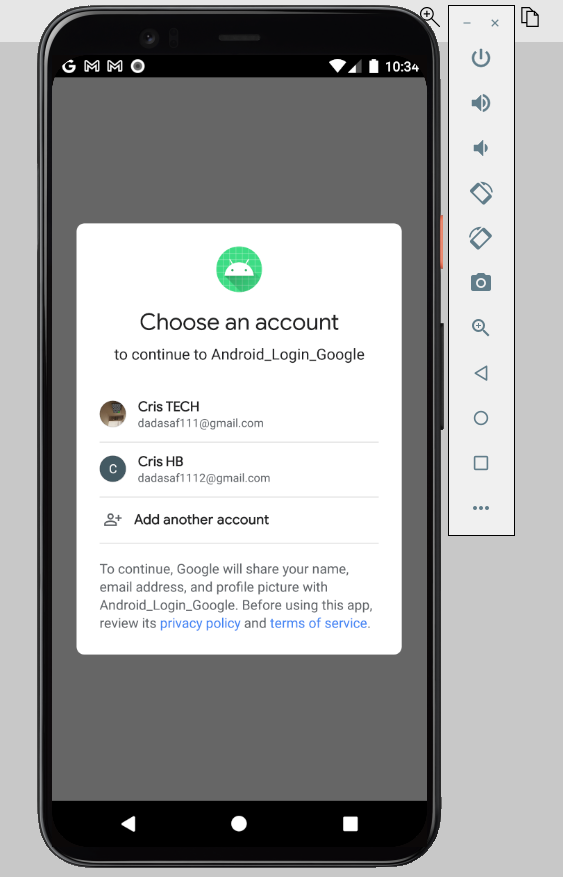 10:34
Choose an account
to continue to Android_Login_Google
Cris TECH
dadasaf111@gmail.com
C
Cris HB
dadasaf1112@gmail.com
Add another account
To continue, Google will share your name,
email address, and profile picture with
Android_Login_Google. Before using this app,
review its privacy policy and terms of service.